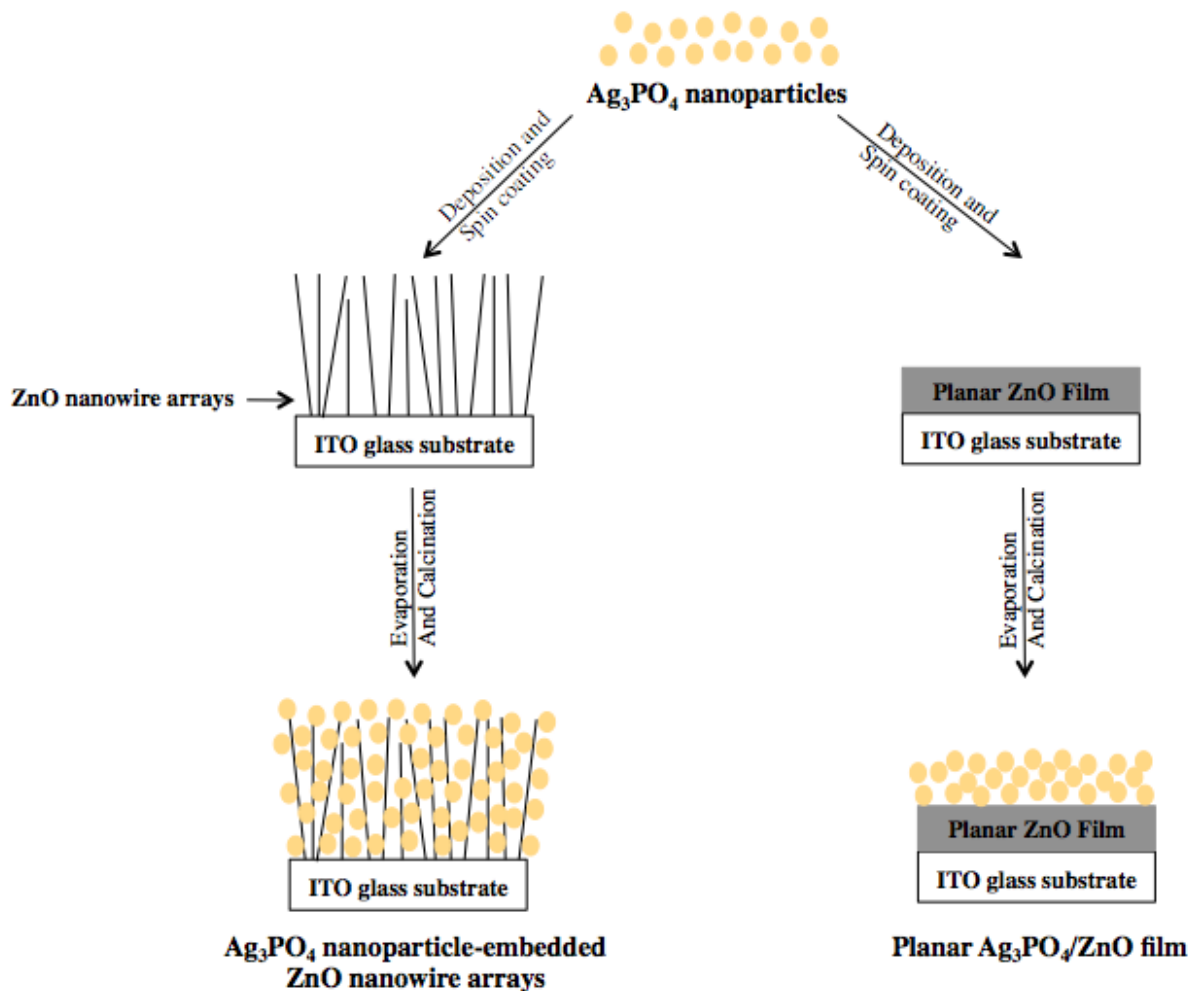 Ag₃PO₄ nanoparticles
Deposition and
Spin coating
Deposition and
Spin coating
ZnO nanowire arrays
ITO glass substrate
Planar ZnO Film
ITO glass substrate
Evaporation
And Calcination
Evaporation
And Calcination
ITO glass substrate
Ag₃PO₄ nanoparticle-embedded
ZnO nanowire arrays
Planar ZnO Film
ITO glass substrate
Planar Ag₃PO₄/ZnO film